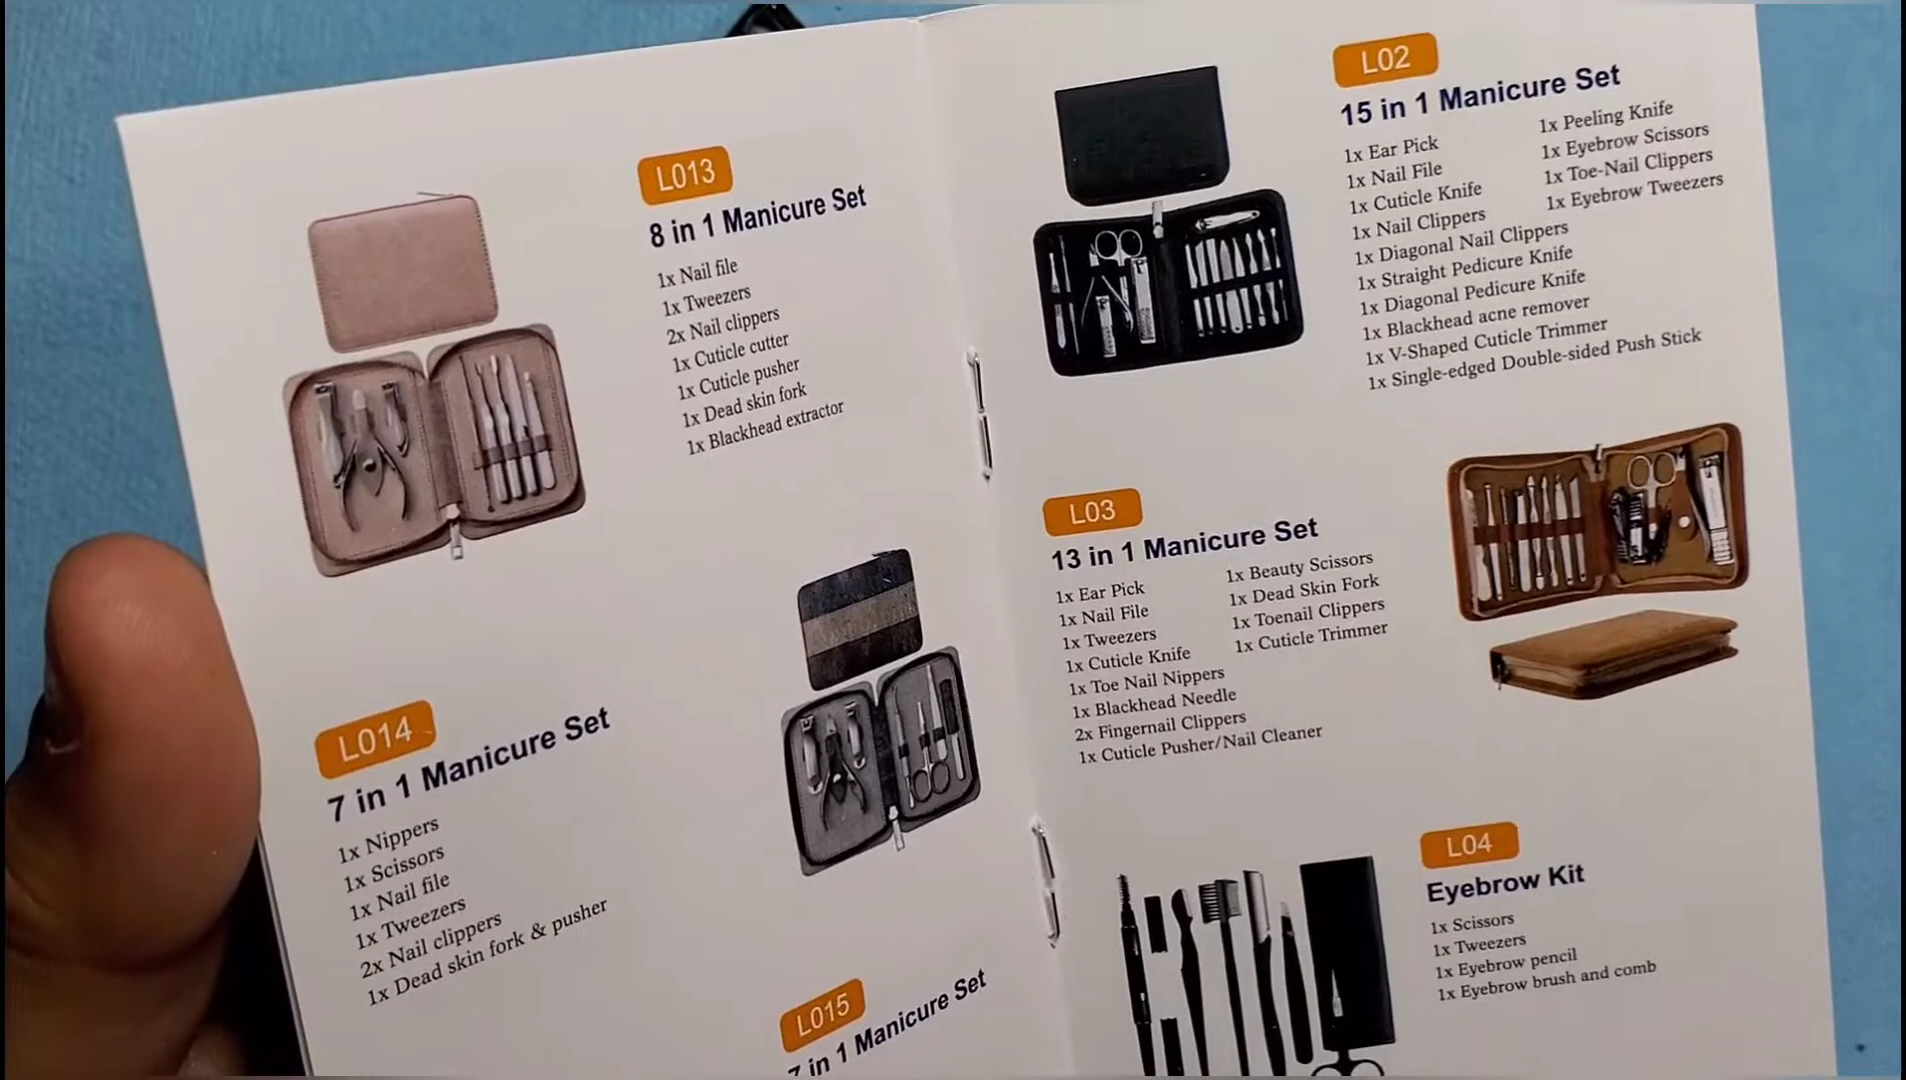 L013
8 in 1 Manicure Set
1x Nail file
1x Tweezers
2x Nail clippers
1x Cuticle cutter
1x Cuticle pusher
1x Dead skin fork
1x Blackhead extractor
L014
7 in 1 Manicure Set
1x Nippers
1x Scissors
1x Nail file
1x Tweezers
2x Nail clippers
1x Dead skin fork & pusher
L015
7 in 1 Manicure Set
L02
15 in 1 Manicure Set
1x Ear Pick
1x Nail File
1x Cuticle Knife
1x Nail Clippers
1x Diagonal Nail Clippers
1x Straight Pedicure Knife
1x Diagonal Pedicure Knife
1x Blackhead acne remover
1x V-Shaped Cuticle Trimmer
1x Single-edged Double-sided Push Stick
1x Peeling Knife
1x Eyebrow Scissors
1x Toe-Nail Clippers
1x Eyebrow Tweezers
L03
13 in 1 Manicure Set
1x Ear Pick
1x Nail File
1x Tweezers
1x Cuticle Knife
1x Toe Nail Nippers
1x Blackhead Needle
2x Fingernail Clippers
1x Cuticle Pusher/Nail Cleaner
1x Beauty Scissors
1x Dead Skin Fork
1x Toenail Clippers
1x Cuticle Trimmer
L04
Eyebrow Kit
1x Scissors
1x Tweezers
1x Eyebrow pencil
1x Eyebrow brush and comb